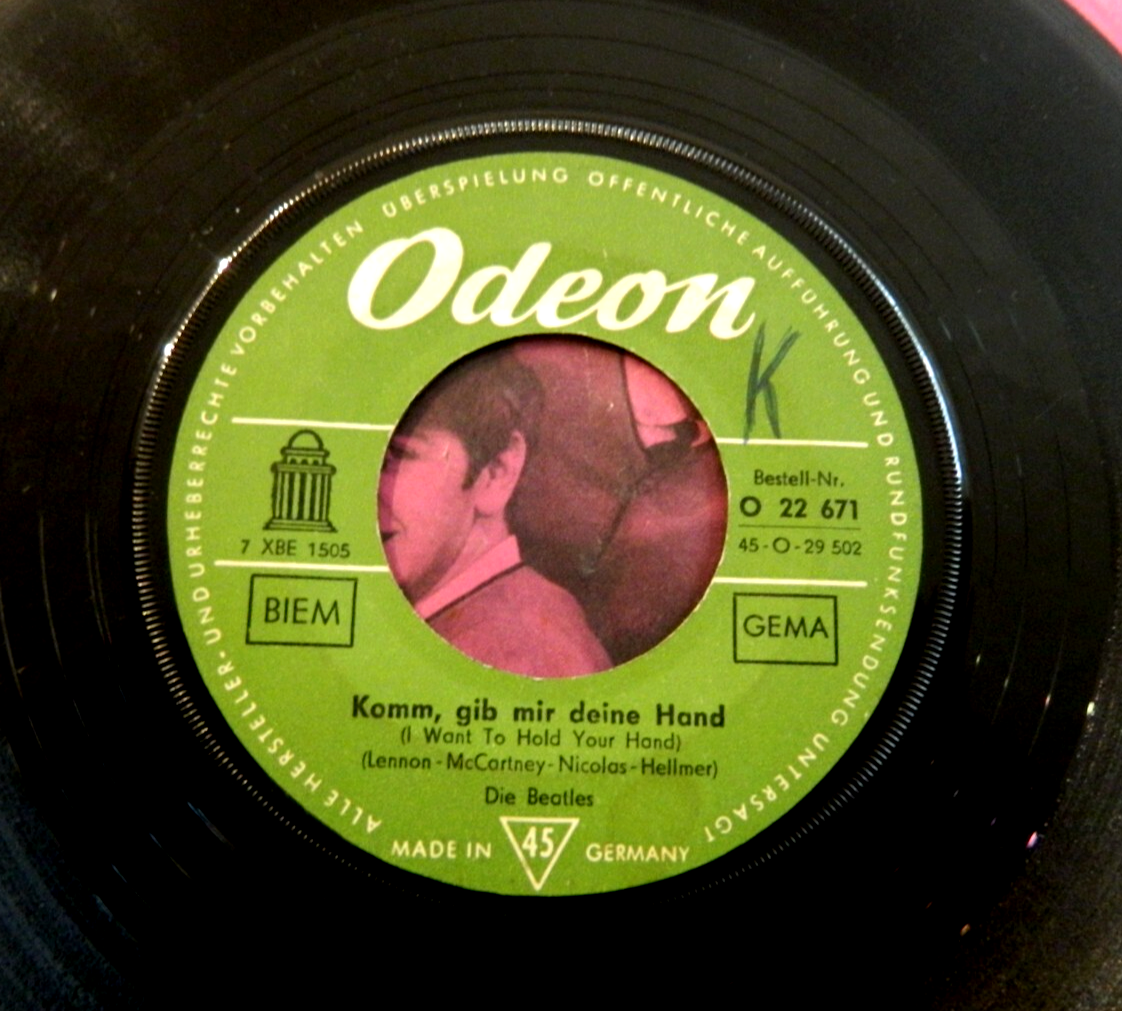 ALLE HERSTELLER- UND URHEBERRECHTE VORBEHALTEN ÜBERSPIELUNG ÖFFENTLICHE AUFFÜHRUNG UND RUNDFUNKSENDUNG UNTERSAGT
Odeon
K
Bestell-Nr.
O 22 671
7 XBE 1505
45-O-29 502
BIEM
GEMA
Komm, gib mir deine Hand
(I Want To Hold Your Hand)
(Lennon-McCartney-Nicolas-Hellmer)
Die Beatles
MADE IN 45 GERMANY